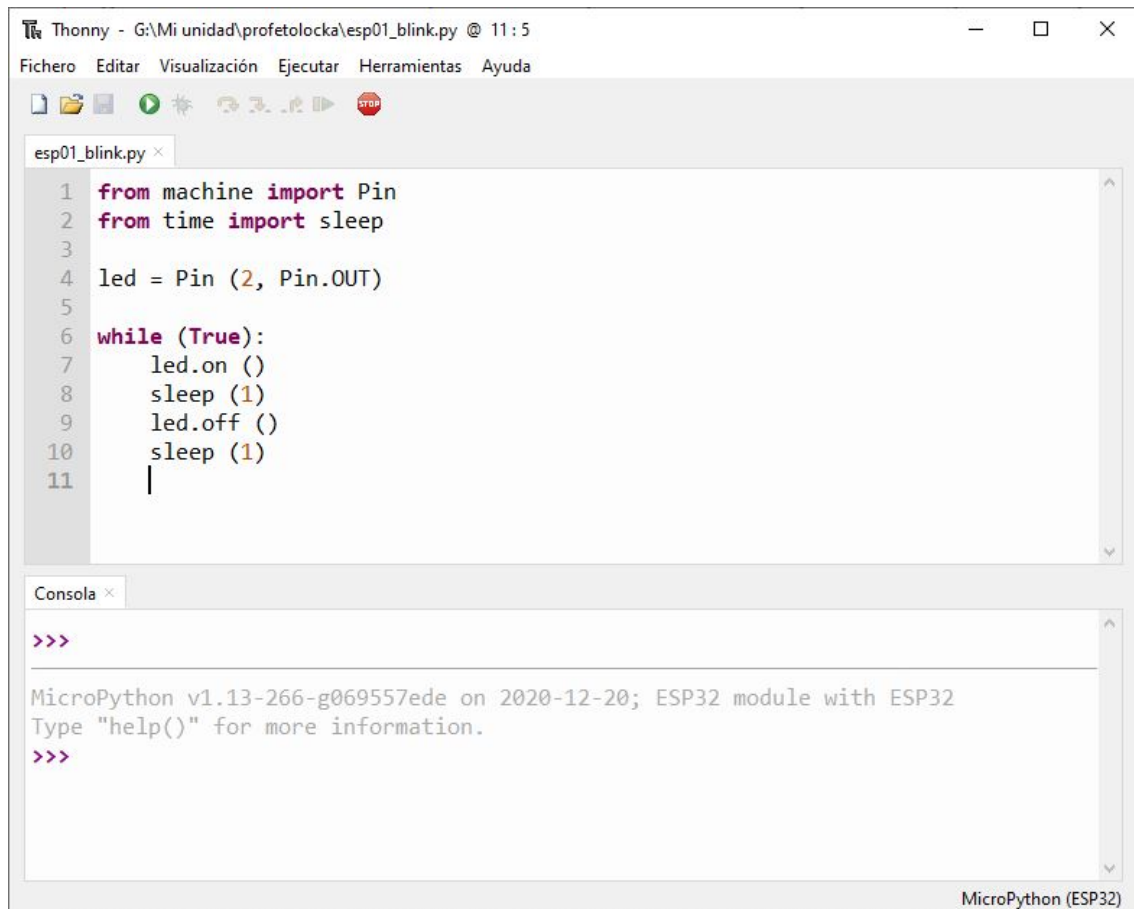 Thonny - G:\Mi unidad\profetolocka\esp01_blink.py @ 11 : 5
Fichero Editar Visualización Ejecutar Herramientas Ayuda
STOP
esp01_blink.py ×
1 from machine import Pin
2 from time import sleep
3
4 led = Pin (2, Pin.OUT)
5
6 while (True):
7     led.on ()
8     sleep (1)
9     led.off ()
10     sleep (1)
11
Consola ×
>>>
MicroPython v1.13-266-g069557ede on 2020-12-20; ESP32 module with ESP32
Type "help()" for more information.
>>>
MicroPython (ESP32)